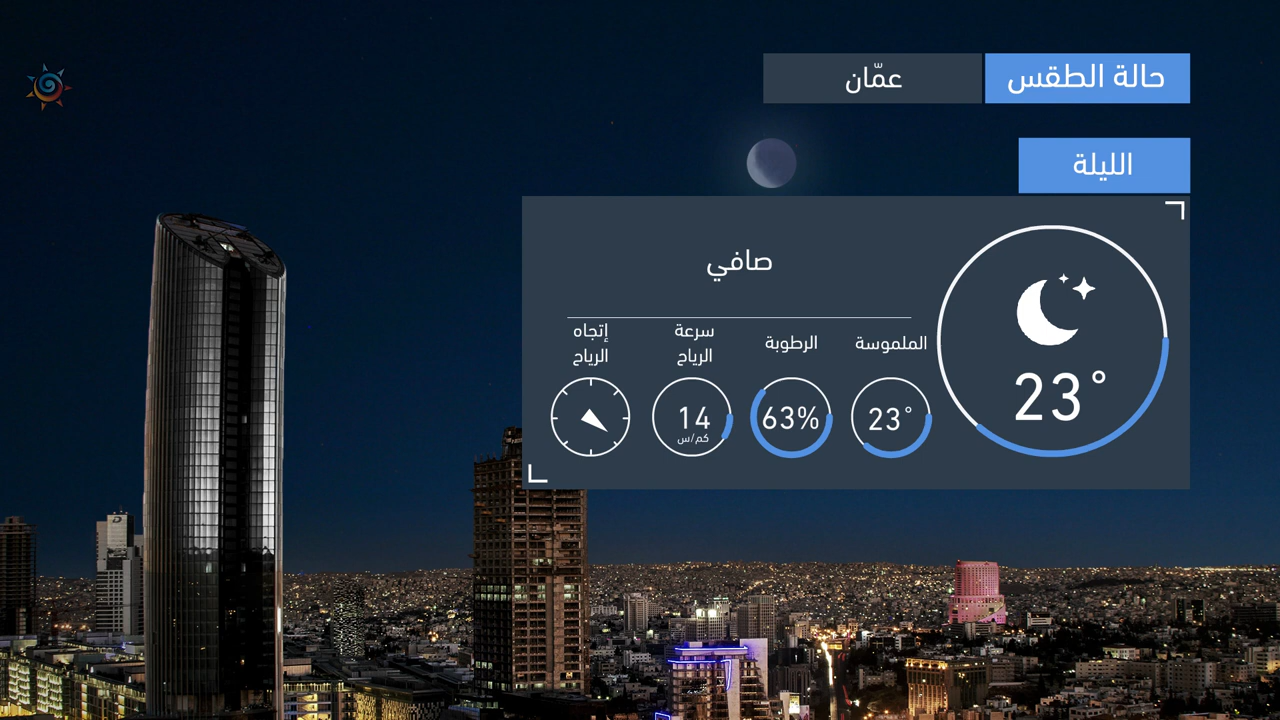 حالة الطقس
عمّان
الليلة
صافي
23°
الملموسة
23°
الرطوبة
63%
سرعة
الرياح
14
كم/س
إتجاه
الرياح